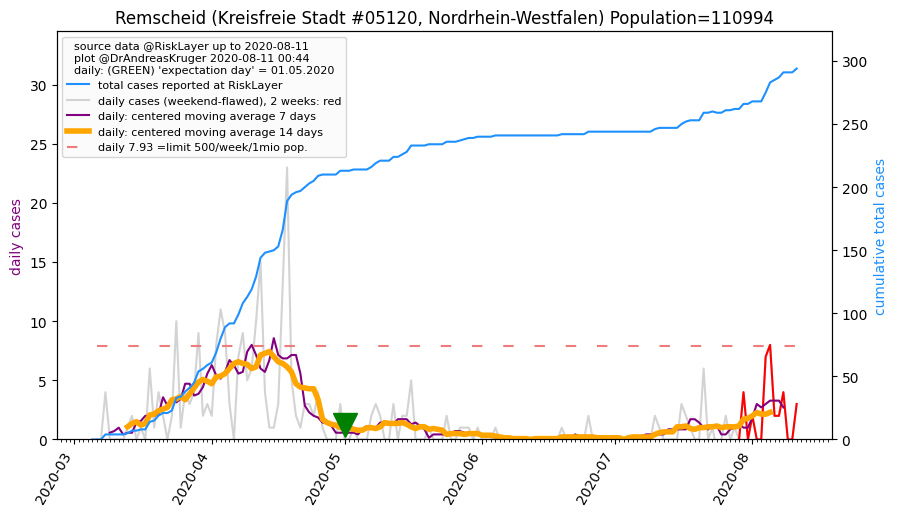 Remscheid (Kreisfreie Stadt #05120, Nordrhein-Westfalen) Population=110994
source data @RiskLayer up to 2020-08-11
plot @DrAndreasKruger 2020-08-11 00:44
daily: (GREEN) 'expectation day' = 01.05.2020
total cases reported at RiskLayer
daily cases (weekend-flawed), 2 weeks: red
daily: centered moving average 7 days
daily: centered moving average 14 days
daily 7.93 =limit 500/week/1mio pop.
daily cases
30
25
20
15
10
5
0
cumulative total cases
300
250
200
150
100
50
0
2020-03
2020-04
2020-05
2020-06
2020-07
2020-08